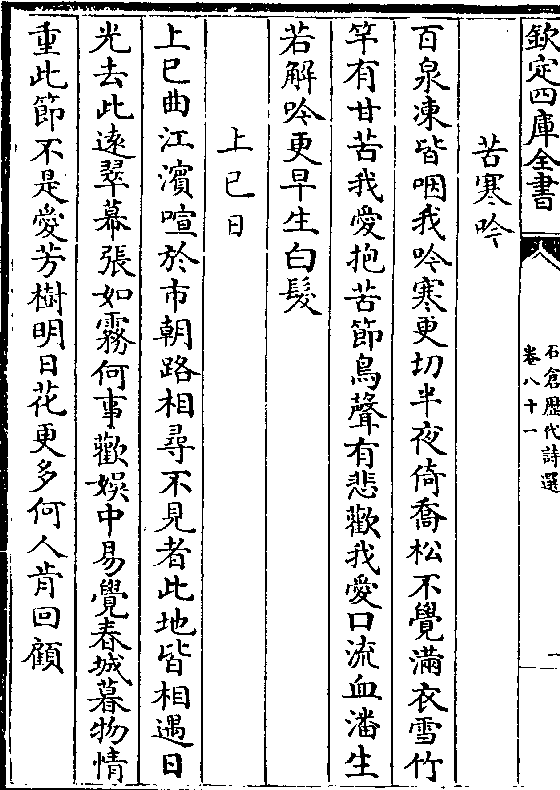 欽定四庫全書
石倉歷代詩選
卷八十一
一
苦寒吟
百泉凍皆咽我吟寒更切半夜倚喬松不覺滿衣雪竹
竿有甘苦我愛抱苦節鳥聲有悲歡我愛口流血潘生
若解吟更早生白髮
上巳日
上巳曲江濱喧於市朝路相尋不見者此地皆相遇日
光去此遠翠幕張如霧何事歡娛中易覺春城暮物情
重此節不是愛芳樹明日花更多何人肯回顧